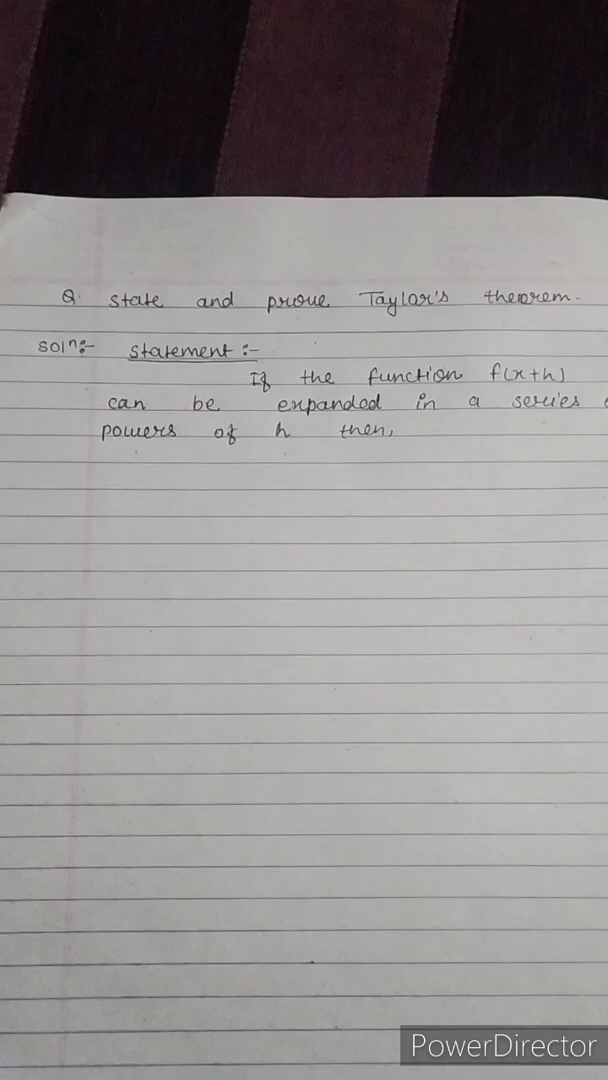 Q state and prove Taylor's theorem.
Soln:- Statement :-
If the function f(x+h)
can be expanded in a series
powers of h then,
PowerDirector